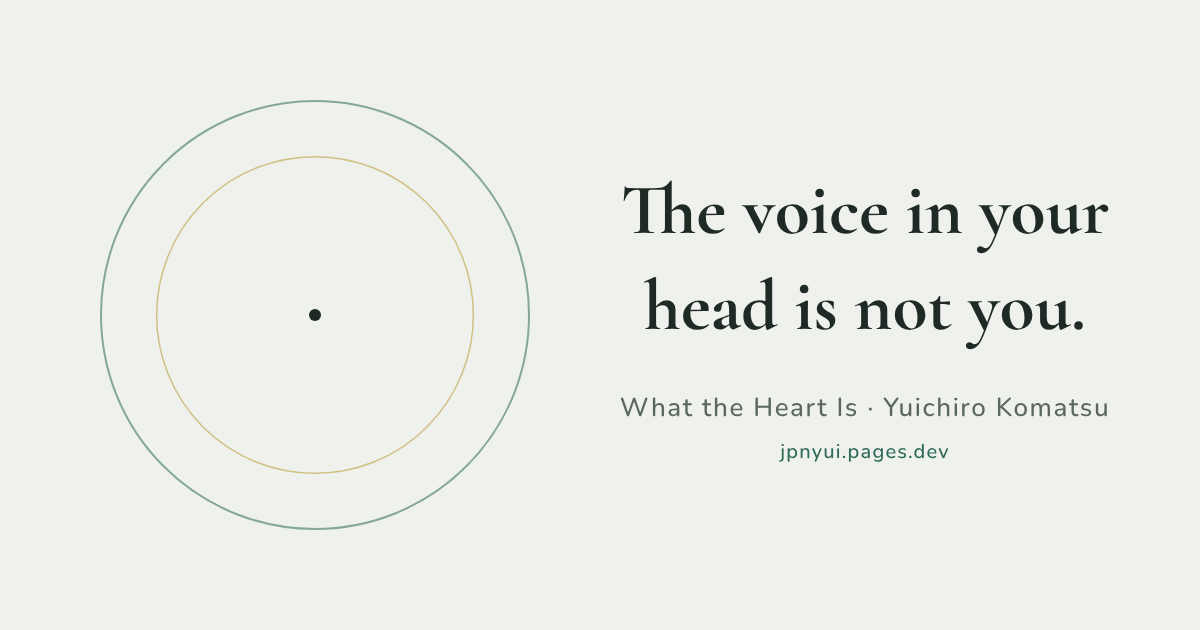 The voice in your
head is not you.
What the Heart Is · Yuichiro Komatsu
jpnyui.pages.dev